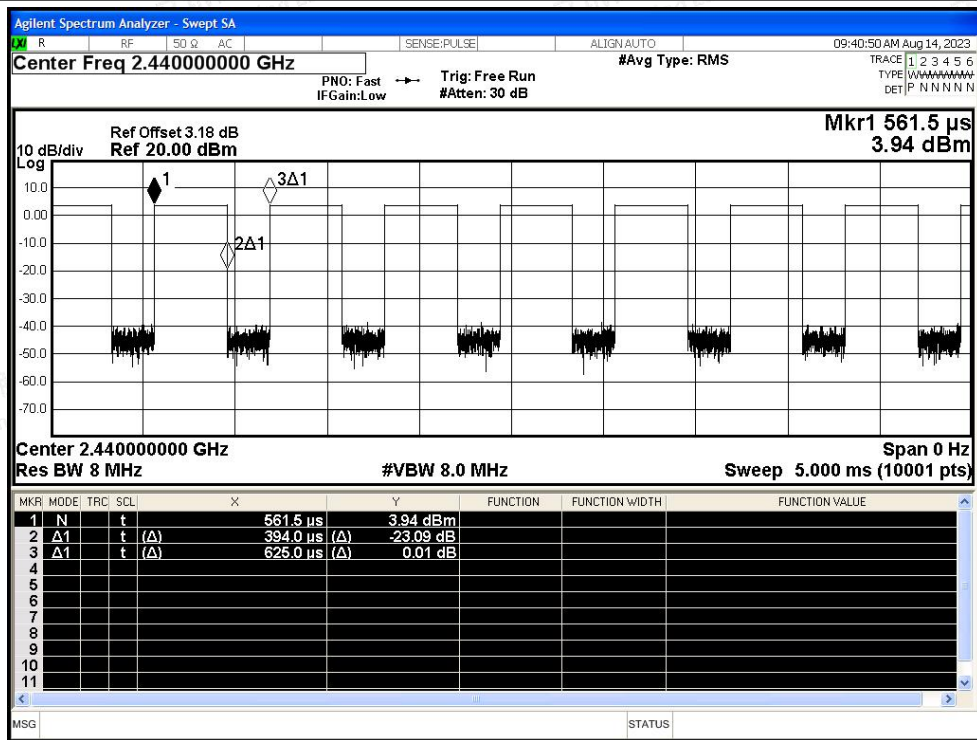 Agilent Spectrum Analyzer - Swept SA
LXI R RF 50 Ω AC SENSE:PULSE ALIGN AUTO 09:40:50 AM Aug 14, 2023
Center Freq 2.440000000 GHz #Avg Type: RMS TRACE 1 2 3 4 5 6
PNO: Fast Trig: Free Run TYPE WWWWWW
IFGain:Low #Atten: 30 dB DET P N N N N N
Mkr1 561.5 µs
Ref Offset 3.18 dB
10 dB/div Ref 20.00 dBm 3.94 dBm
Log
10.0 1 3Δ1
0.00
-10.0 2Δ1
-20.0
-30.0
-40.0
-50.0
-60.0
-70.0
Center 2.440000000 GHz Span 0 Hz
Res BW 8 MHz #VBW 8.0 MHz Sweep 5.000 ms (10001 pts)
MKR MODE TRC SCL X Y FUNCTION FUNCTION WIDTH FUNCTION VALUE
1 N t 561.5 µs 3.94 dBm
2 Δ1 t (Δ) 394.0 µs (Δ) -23.09 dB
3 Δ1 t (Δ) 625.0 µs (Δ) 0.01 dB
4
5
6
7
8
9
10
11
MSG STATUS